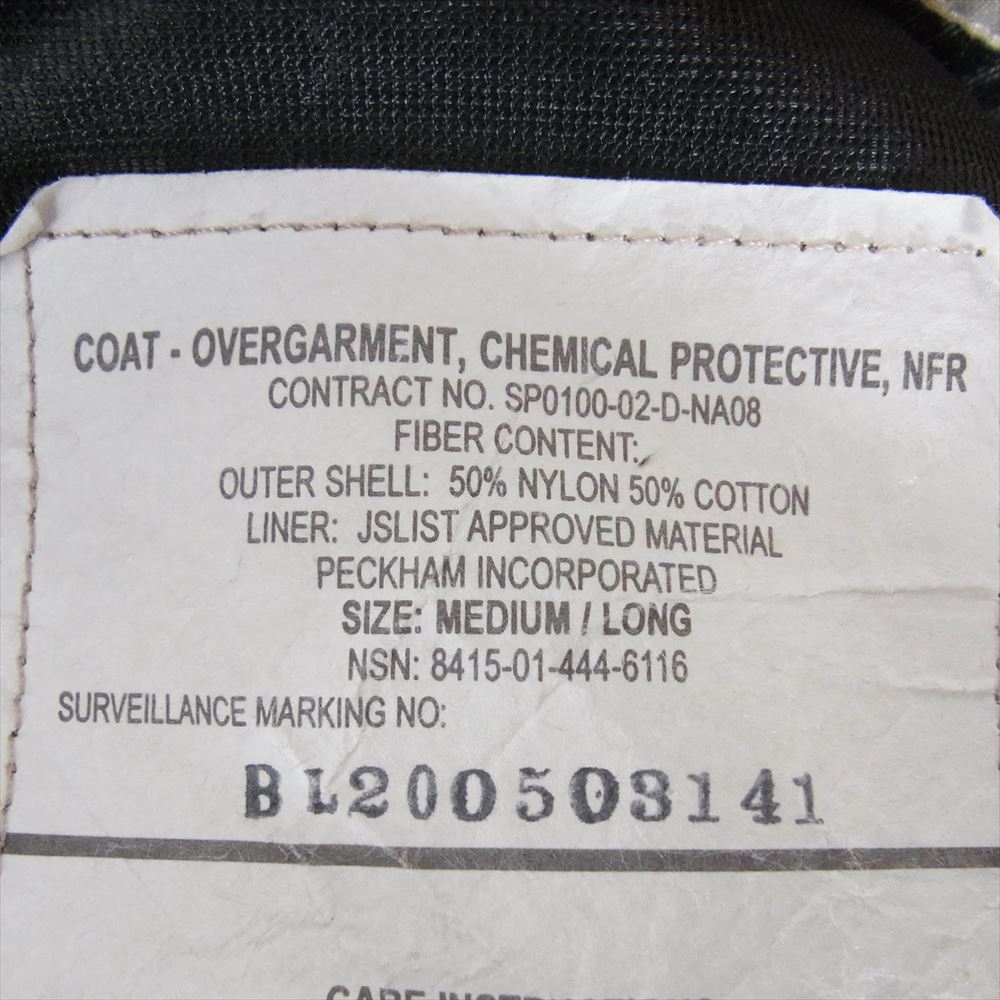 COAT - OVERGARMENT, CHEMICAL PROTECTIVE, NFR
CONTRACT NO. SP0100-02-D-NA08
FIBER CONTENT:
OUTER SHELL: 50% NYLON 50% COTTON
LINER: JSLIST APPROVED MATERIAL
PECKHAM INCORPORATED
SIZE: MEDIUM / LONG
NSN: 8415-01-444-6116
SURVEILLANCE MARKING NO:
BL200503141